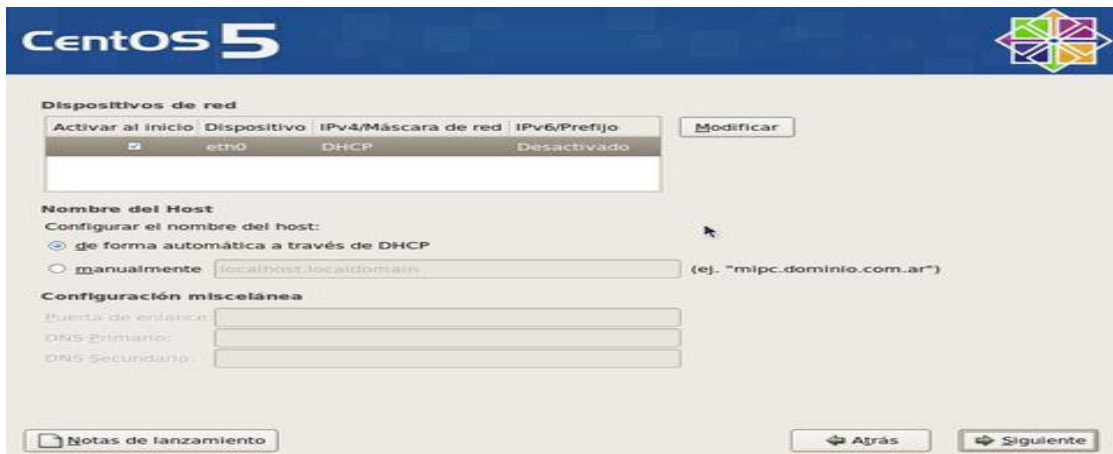 CentOS 5
Dispositivos de red
Activar al inicio Dispositivo IPv4/Máscara de red IPv6/Prefijo
eth0 DHCP Desactivado
Modificar
Nombre del Host
Configurar el nombre del host:
de forma automática a través de DHCP
manualmente localhost.localdomain (ej. "mipc.dominio.com.ar")
Configuración miscelánea
Puerta de enlance:
DNS Primario:
DNS Secundario:
Notas de lanzamiento Atrás Siguiente